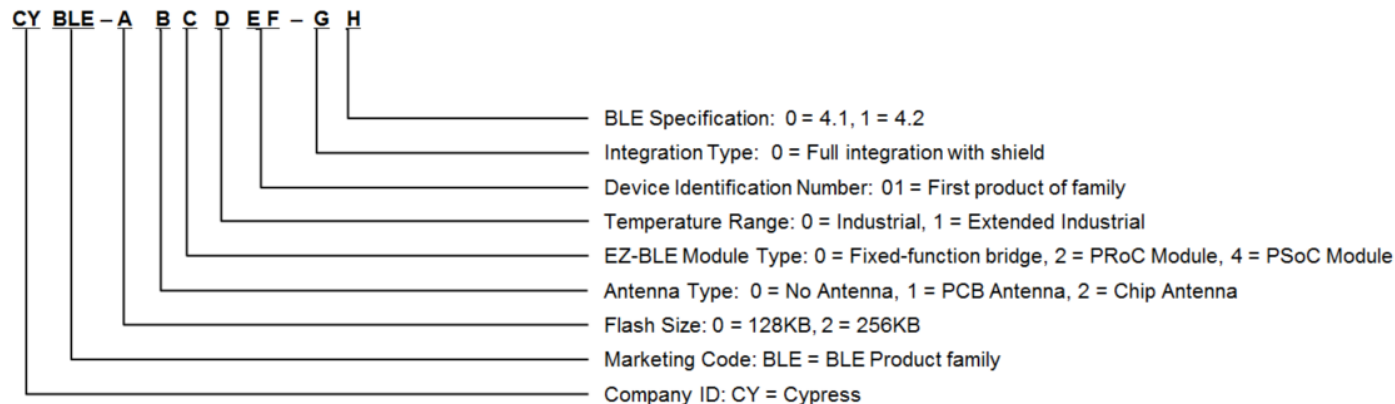 CY BLE – A B C D E F – G H
BLE Specification: 0 = 4.1, 1 = 4.2
Integration Type: 0 = Full integration with shield
Device Identification Number: 01 = First product of family
Temperature Range: 0 = Industrial, 1 = Extended Industrial
EZ-BLE Module Type: 0 = Fixed-function bridge, 2 = PRoC Module, 4 = PSoC Module
Antenna Type: 0 = No Antenna, 1 = PCB Antenna, 2 = Chip Antenna
Flash Size: 0 = 128KB, 2 = 256KB
Marketing Code: BLE = BLE Product family
Company ID: CY = Cypress